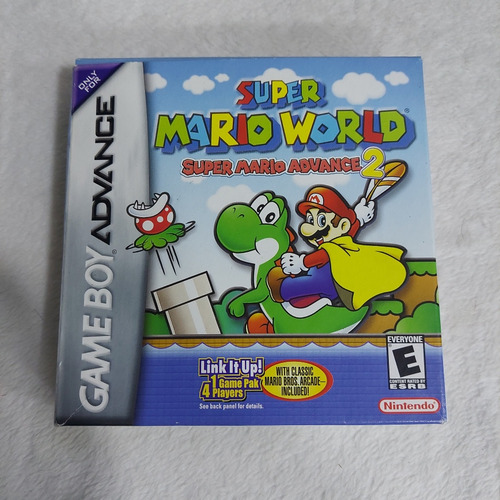 ONLY
FOR
GAME BOY ADVANCE
SUPER
MARIO WORLD
SUPER MARIO ADVANCE 2
M
Link It Up!
1 Game Pak
4 Players
See back panel for details.
WITH CLASSIC
MARIO BROS. ARCADE—
INCLUDED!
EVERYONE
E
CONTENT RATED BY
ESRB
Nintendo